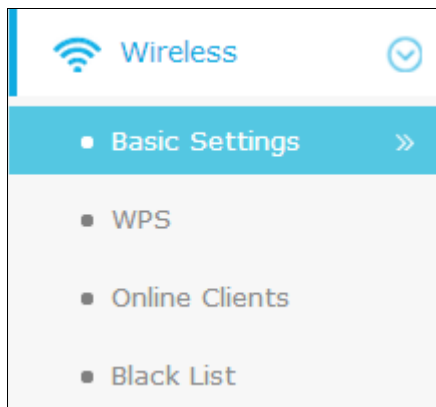 Wireless
Basic Settings
WPS
Online Clients
Black List